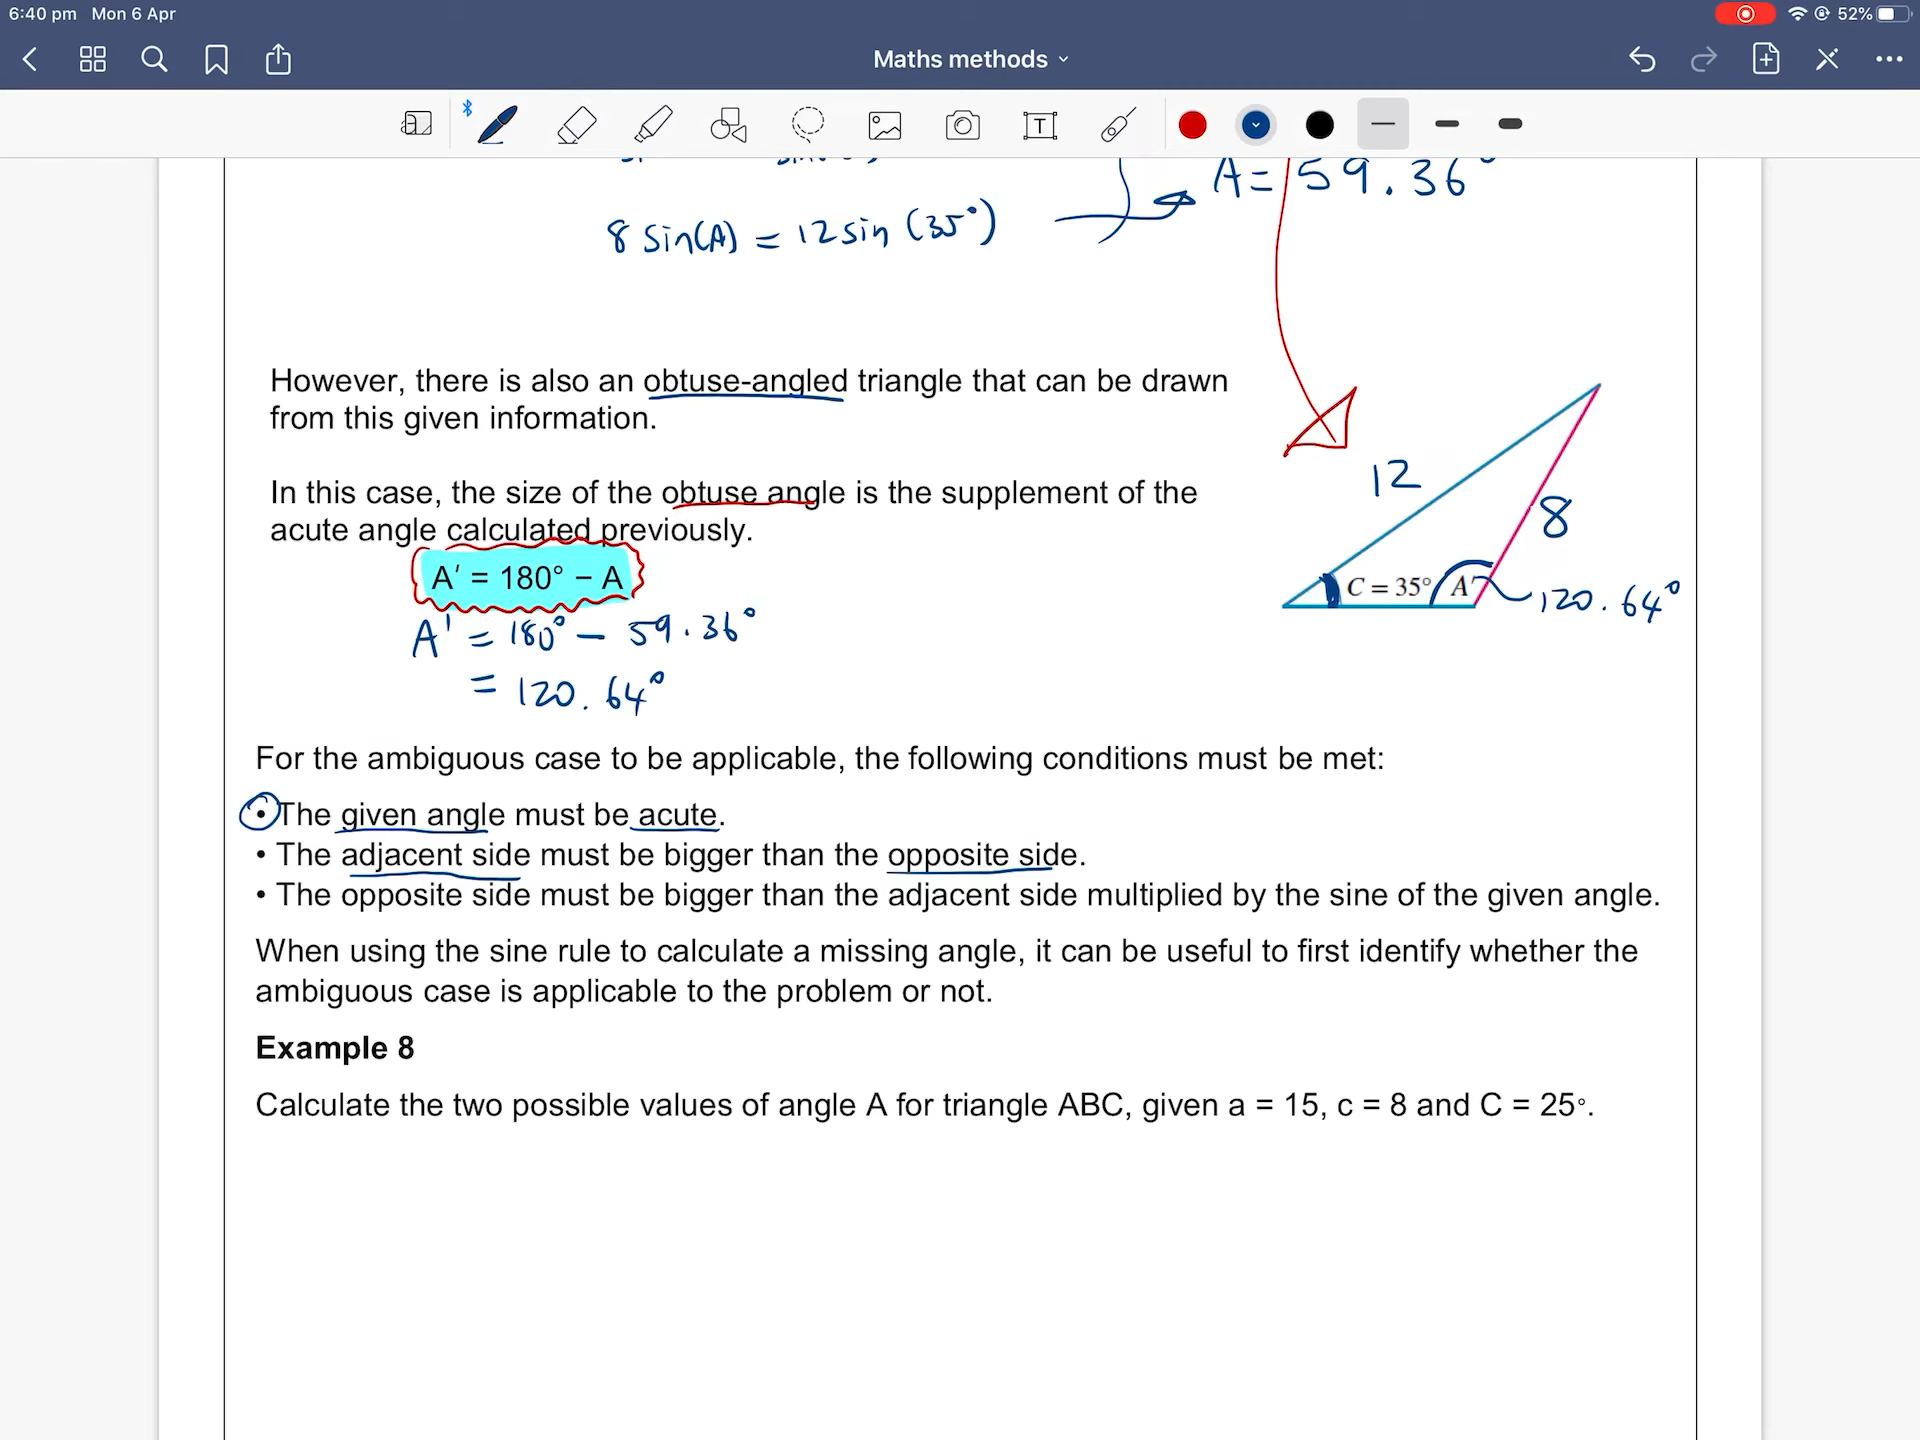 6:40 pm Mon 6 Apr
52%
Maths methods
A = 59.36°
8 sin(A) = 12 sin (35°)
However, there is also an obtuse-angled triangle that can be drawn
from this given information.
In this case, the size of the obtuse angle is the supplement of the
acute angle calculated previously.
A' = 180° − A
A' = 180° − 59.36°
= 120.64°
12
8
C = 35°
A'
120.64°
For the ambiguous case to be applicable, the following conditions must be met:
• The given angle must be acute.
• The adjacent side must be bigger than the opposite side.
• The opposite side must be bigger than the adjacent side multiplied by the sine of the given angle.
When using the sine rule to calculate a missing angle, it can be useful to first identify whether the
ambiguous case is applicable to the problem or not.
Example 8
Calculate the two possible values of angle A for triangle ABC, given a = 15, c = 8 and C = 25°.